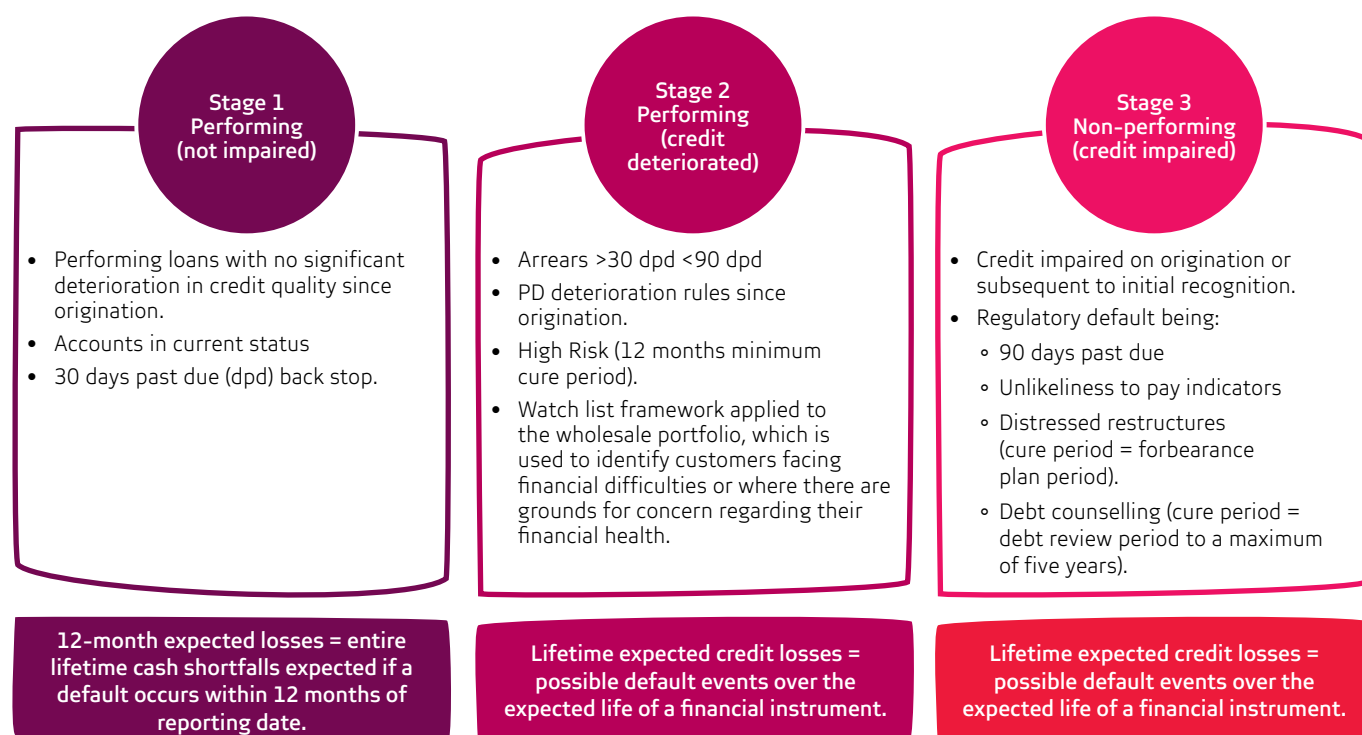 Stage 1
Performing
(not impaired)
• Performing loans with no significant
deterioration in credit quality since
origination.
• Accounts in current status
• 30 days past due (dpd) back stop.
12-month expected losses = entire
lifetime cash shortfalls expected if a
default occurs within 12 months of
reporting date.
Stage 2
Performing
(credit
deteriorated)
• Arrears >30 dpd <90 dpd
• PD deterioration rules since
origination.
• High Risk (12 months minimum
cure period).
• Watch list framework applied to
the wholesale portfolio, which is
used to identify customers facing
financial difficulties or where there are
grounds for concern regarding their
financial health.
Lifetime expected credit losses =
possible default events over the
expected life of a financial instrument.
Stage 3
Non-performing
(credit impaired)
• Credit impaired on origination or
subsequent to initial recognition.
• Regulatory default being:
° 90 days past due
° Unlikeliness to pay indicators
° Distressed restructures
(cure period = forbearance
plan period).
° Debt counselling (cure period =
debt review period to a maximum
of five years).
Lifetime expected credit losses =
possible default events over the
expected life of a financial instrument.